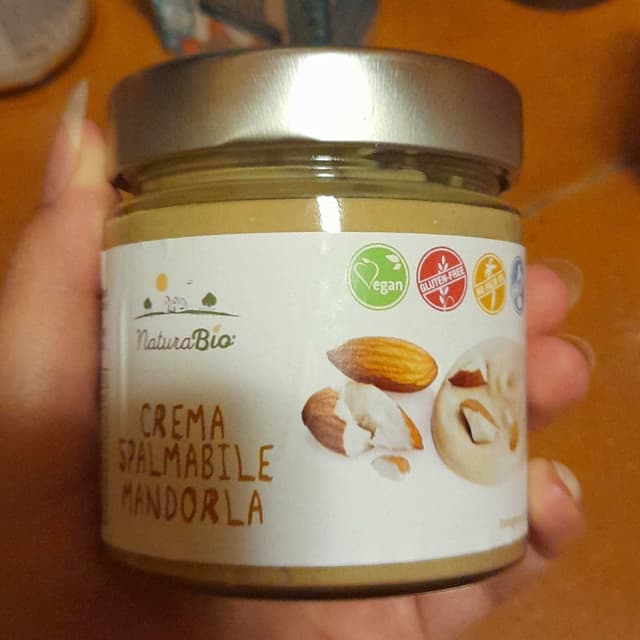 Vegan
GLUTEN-FREE
NaturaBio
CREMA
SPALMABILE
MANDORLA